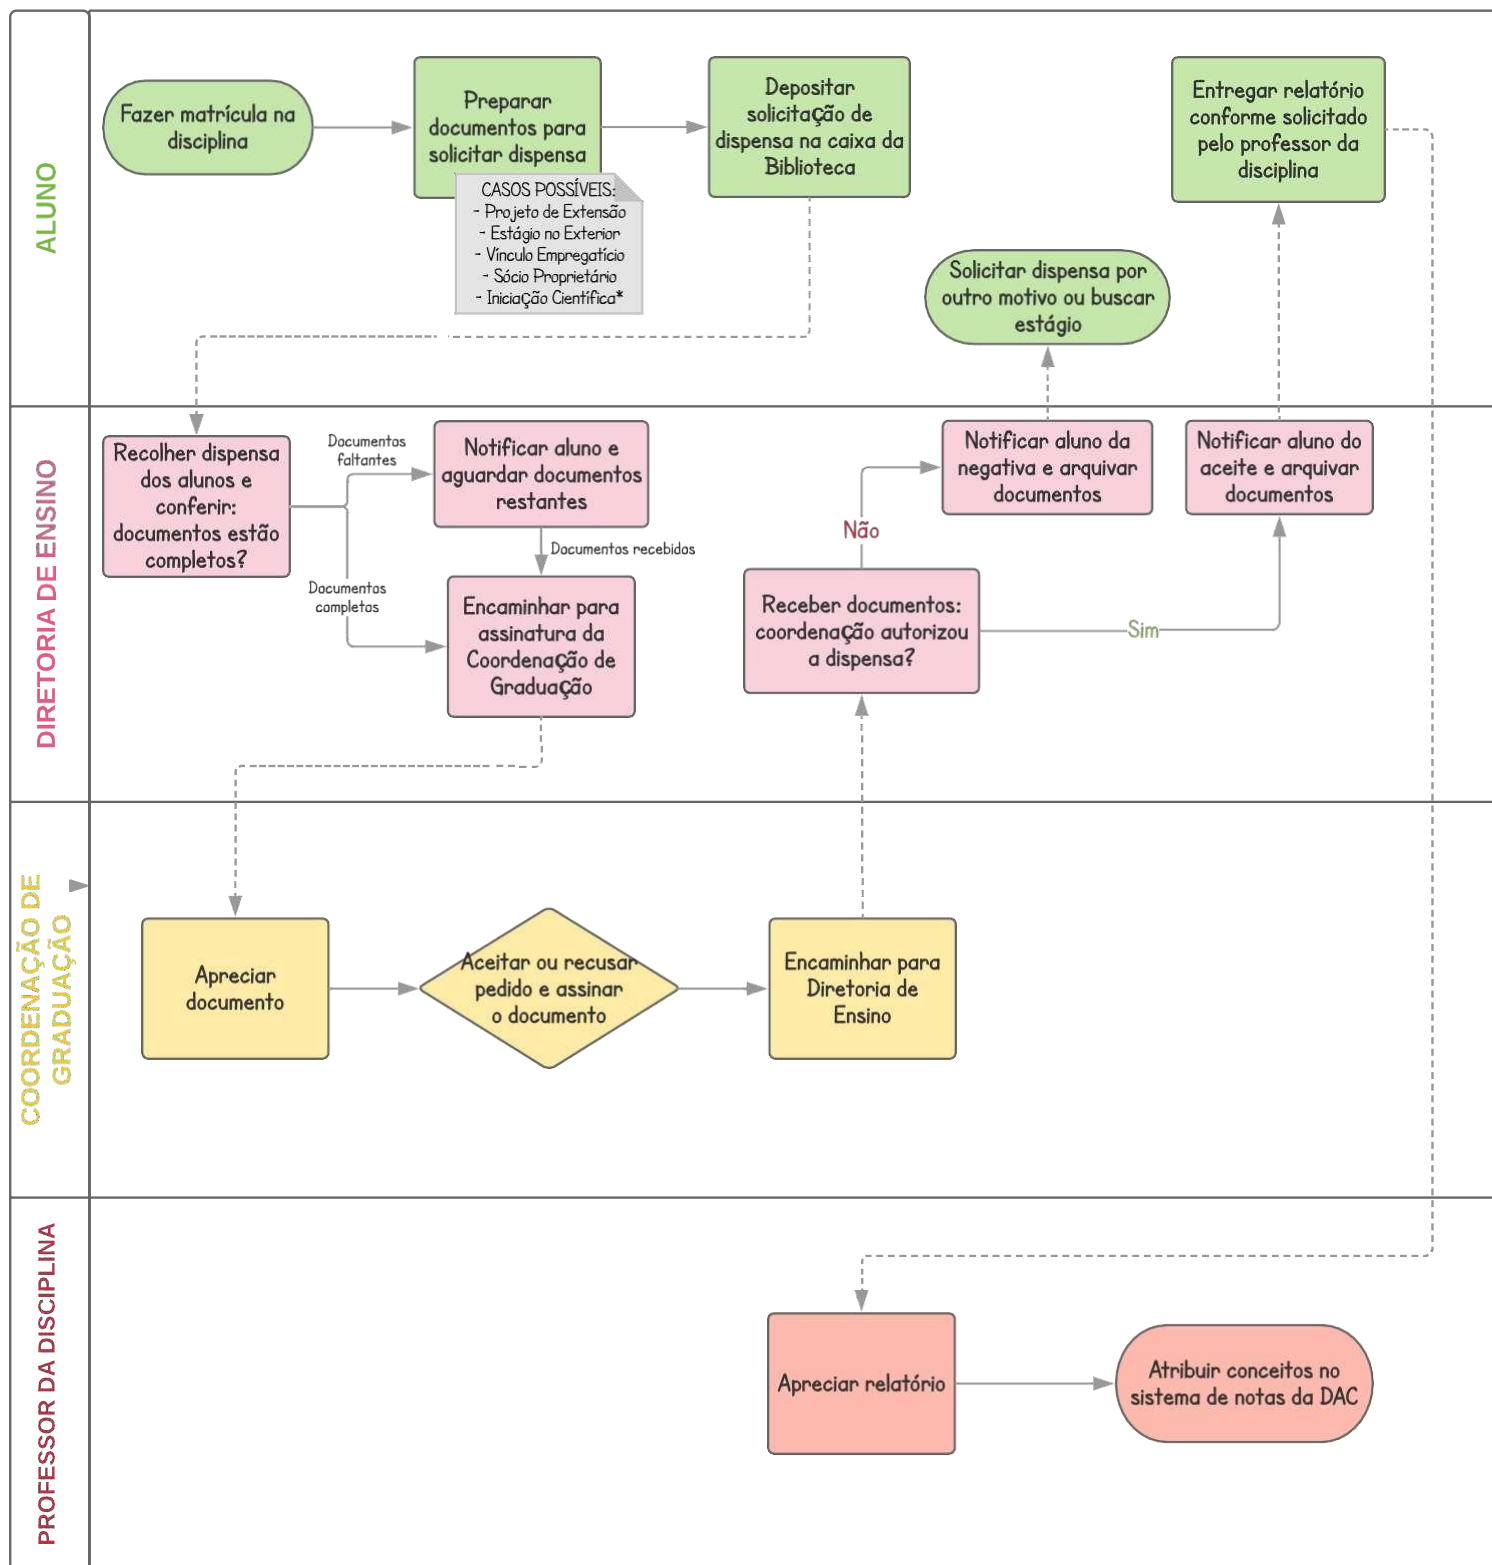 ALUNO
Fazer matrícula na
disciplina
Preparar
documentos para
solicitar dispensa
CASOS POSSÍVEIS:
- Projeto de Extensão
- Estágio no Exterior
- Vínculo Empregatício
- Sócio Proprietário
- Iniciação Científica*
Depositar
solicitação de
dispensa na caixa da
Biblioteca
Solicitar dispensa por
outro motivo ou buscar
estágio
Entregar relatório
conforme solicitado
pelo professor da
disciplina
DIRETORIA DE ENSINO
Recolher dispensa
dos alunos e
conferir:
documentos estão
completos?
Documentos
faltantes
Documentos
completos
Notificar aluno e
aguardar documentos
restantes
Documentos recebidos
Encaminhar para
assinatura da
Coordenação de
Graduação
Receber documentos:
coordenação autorizou
a dispensa?
Não
Sim
Notificar aluno da
negativa e arquivar
documentos
Notificar aluno do
aceite e arquivar
documentos
COORDENAÇÃO DE
GRADUAÇÃO
Apreciar
documento
Aceitar ou recusar
pedido e assinar
o documento
Encaminhar para
Diretoria de
Ensino
PROFESSOR DA DISCIPLINA
Apreciar relatório
Atribuir conceitos no
sistema de notas da DAC